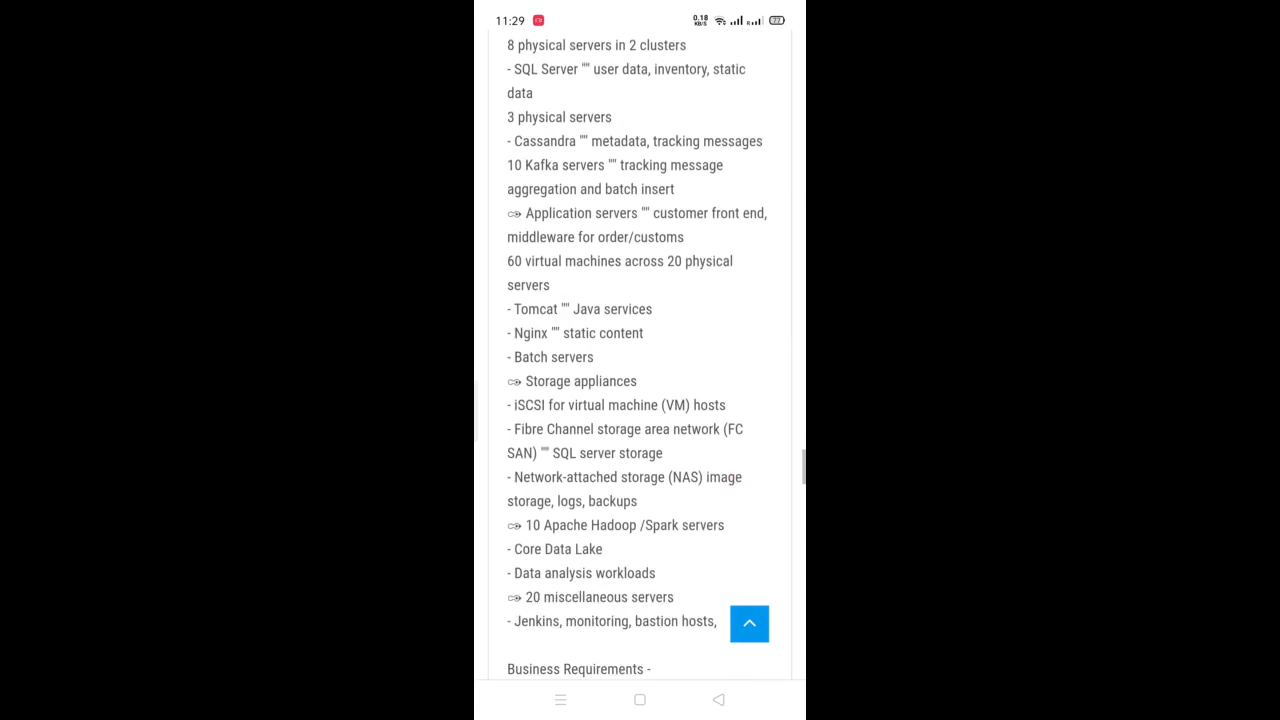 11:29
0.18
KB/S
R
77
8 physical servers in 2 clusters
- SQL Server "" user data, inventory, static
data
3 physical servers
- Cassandra "" metadata, tracking messages
10 Kafka servers "" tracking message
aggregation and batch insert
Application servers "" customer front end,
middleware for order/customs
60 virtual machines across 20 physical
servers
- Tomcat "" Java services
- Nginx "" static content
- Batch servers
Storage appliances
- iSCSI for virtual machine (VM) hosts
- Fibre Channel storage area network (FC
SAN) "" SQL server storage
- Network-attached storage (NAS) image
storage, logs, backups
10 Apache Hadoop /Spark servers
- Core Data Lake
- Data analysis workloads
20 miscellaneous servers
- Jenkins, monitoring, bastion hosts,
Business Requirements -